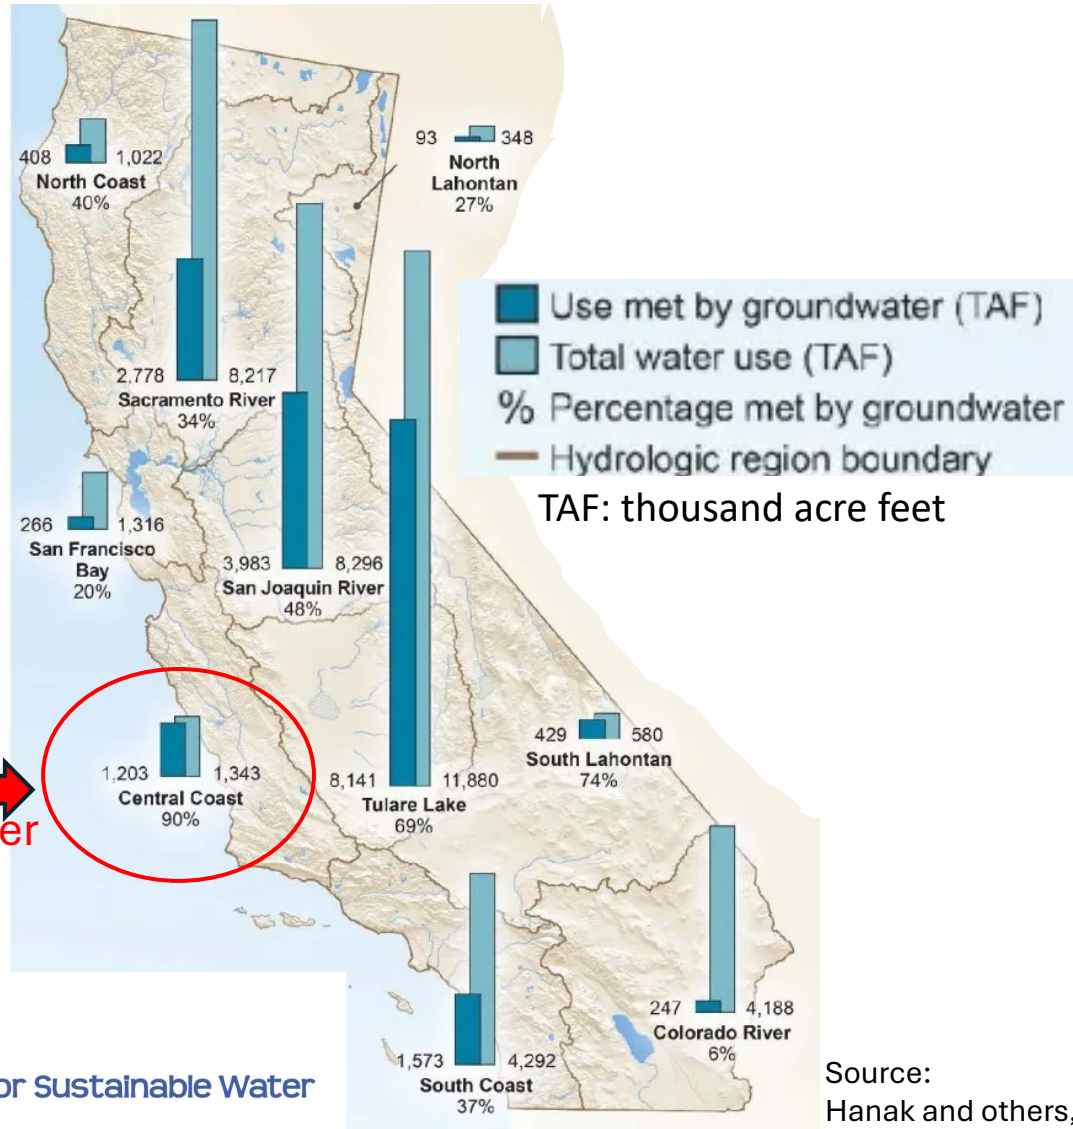 408 1,022
North Coast
40%
93 348
North
Lahontan
27%
Use met by groundwater (TAF)
Total water use (TAF)
% Percentage met by groundwater
Hydrologic region boundary
TAF: thousand acre feet
2,778 8,217
Sacramento River
34%
266 1,316
San Francisco
Bay
20%
3,983 8,296
San Joaquin River
48%
1,203 1,343
Central Coast
90%
er
8,141 11,880
Tulare Lake
69%
429 580
South Lahontan
74%
1,573 4,292
South Coast
37%
247 4,188
Colorado River
6%
or Sustainable Water
Source:
Hanak and others,